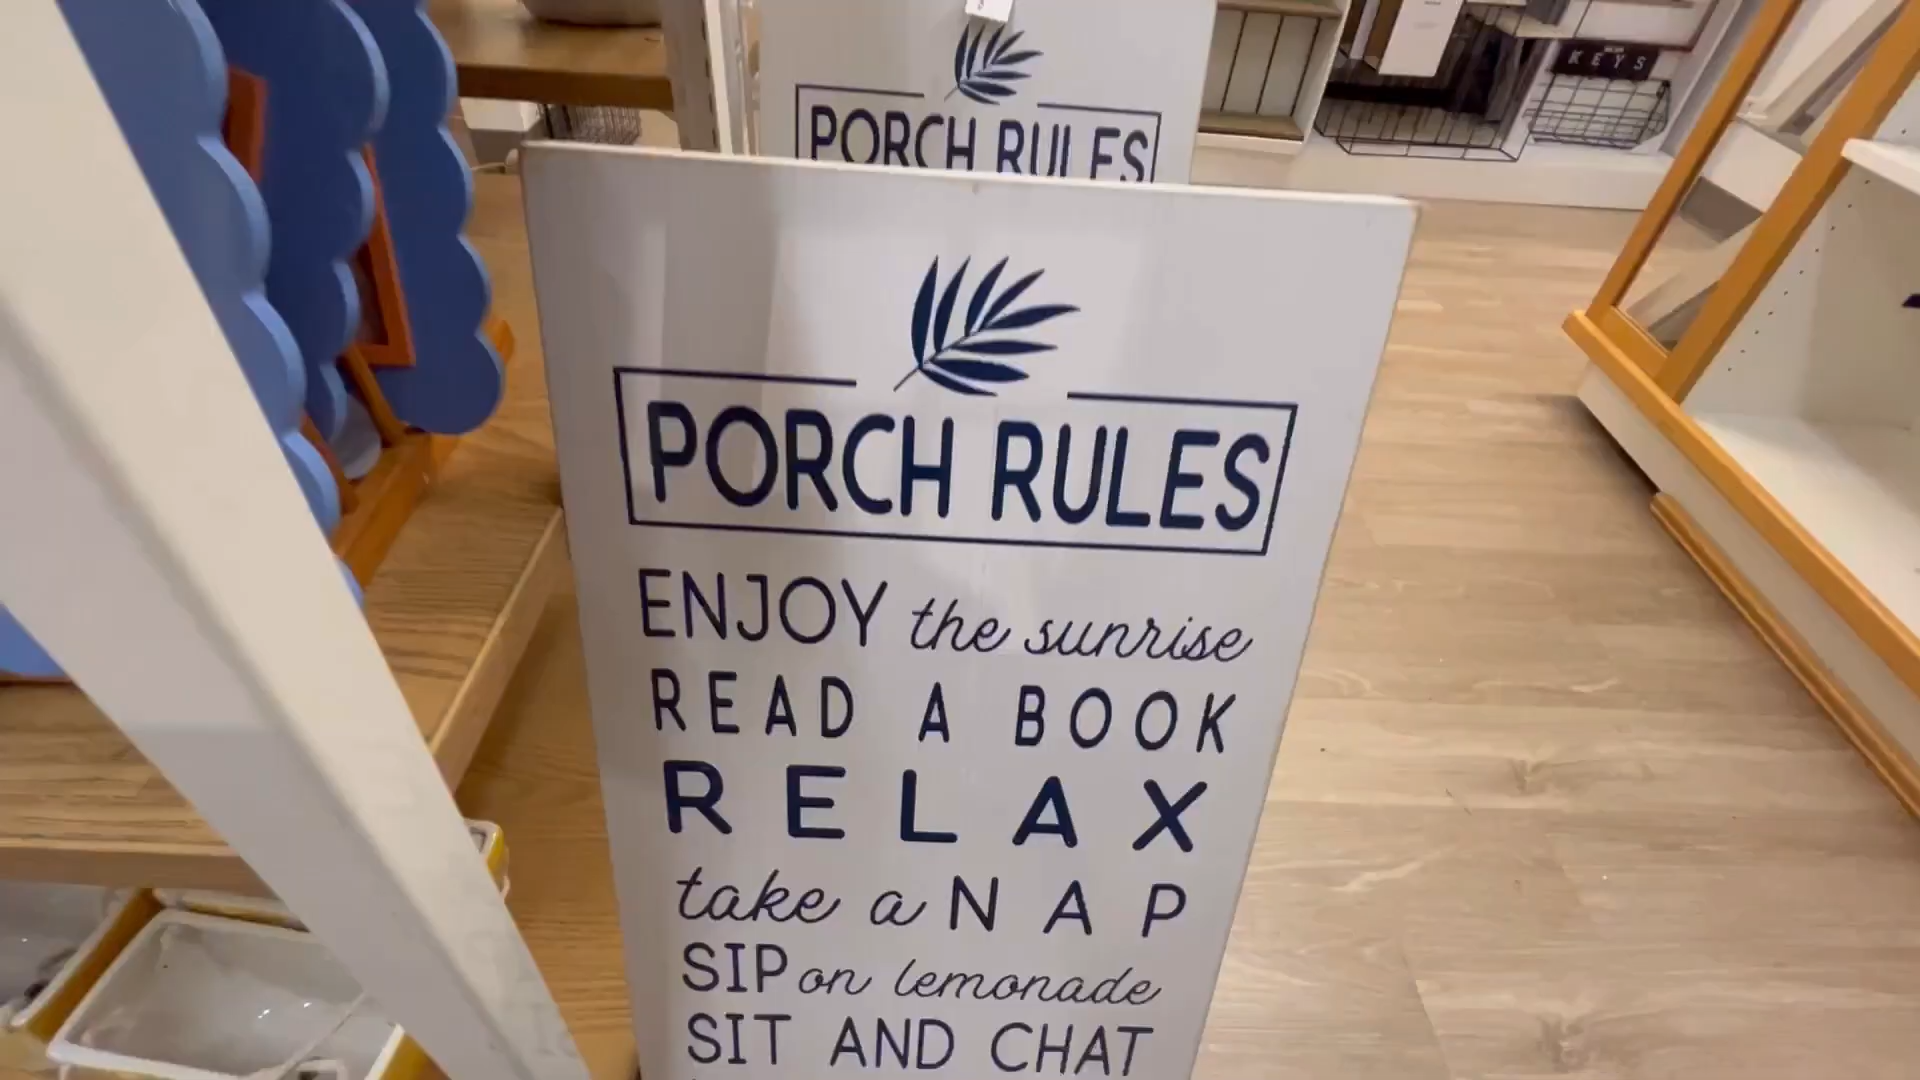 PORCH RULES
KEYS
PORCH RULES
ENJOY the sunrise
READ A BOOK
RELAX
take a NAP
SIP on lemonade
SIT AND CHAT